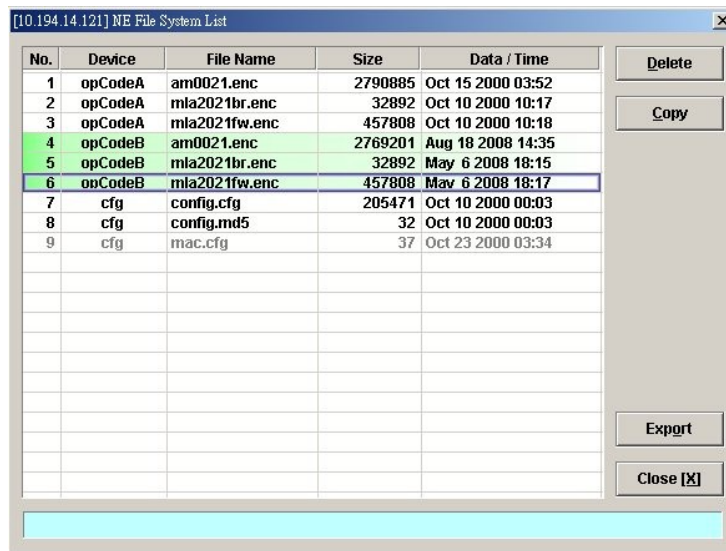 [10.194.14.121] NE File System List
No. Device File Name Size Data / Time
1 opCodeA am0021.enc 2790885 Oct 15 2000 03:52
2 opCodeA mla2021br.enc 32892 Oct 10 2000 10:17
3 opCodeA mla2021fw.enc 457808 Oct 10 2000 10:18
4 opCodeB am0021.enc 2769201 Aug 18 2008 14:35
5 opCodeB mla2021br.enc 32892 May 6 2008 18:15
6 opCodeB mla2021fw.enc 457808 May 6 2008 18:17
7 cfg config.cfg 205471 Oct 10 2000 00:03
8 cfg config.md5 32 Oct 10 2000 00:03
9 cfg mac.cfg 37 Oct 23 2000 03:34
Delete
Copy
Export
Close [X]